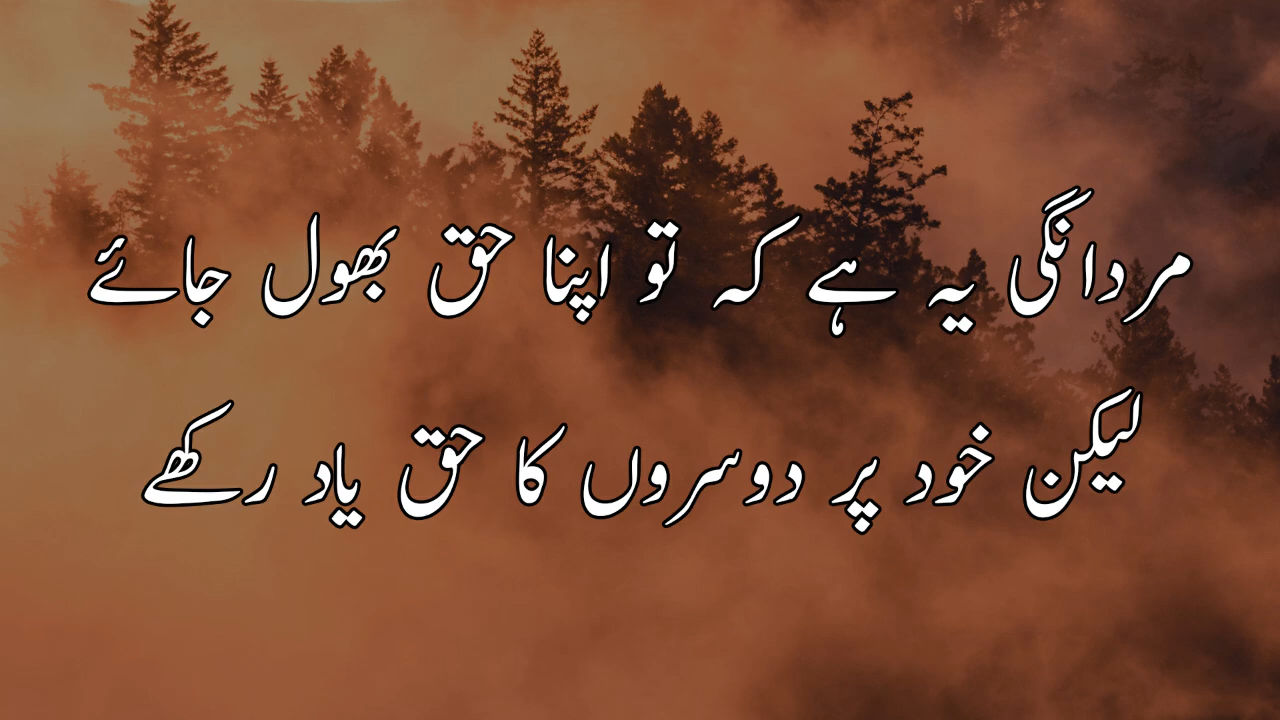 مردانگی یہ ہے کہ تو اپنا حق بھول جائے
لیکن خود پر دوسروں کا حق یاد رکھے